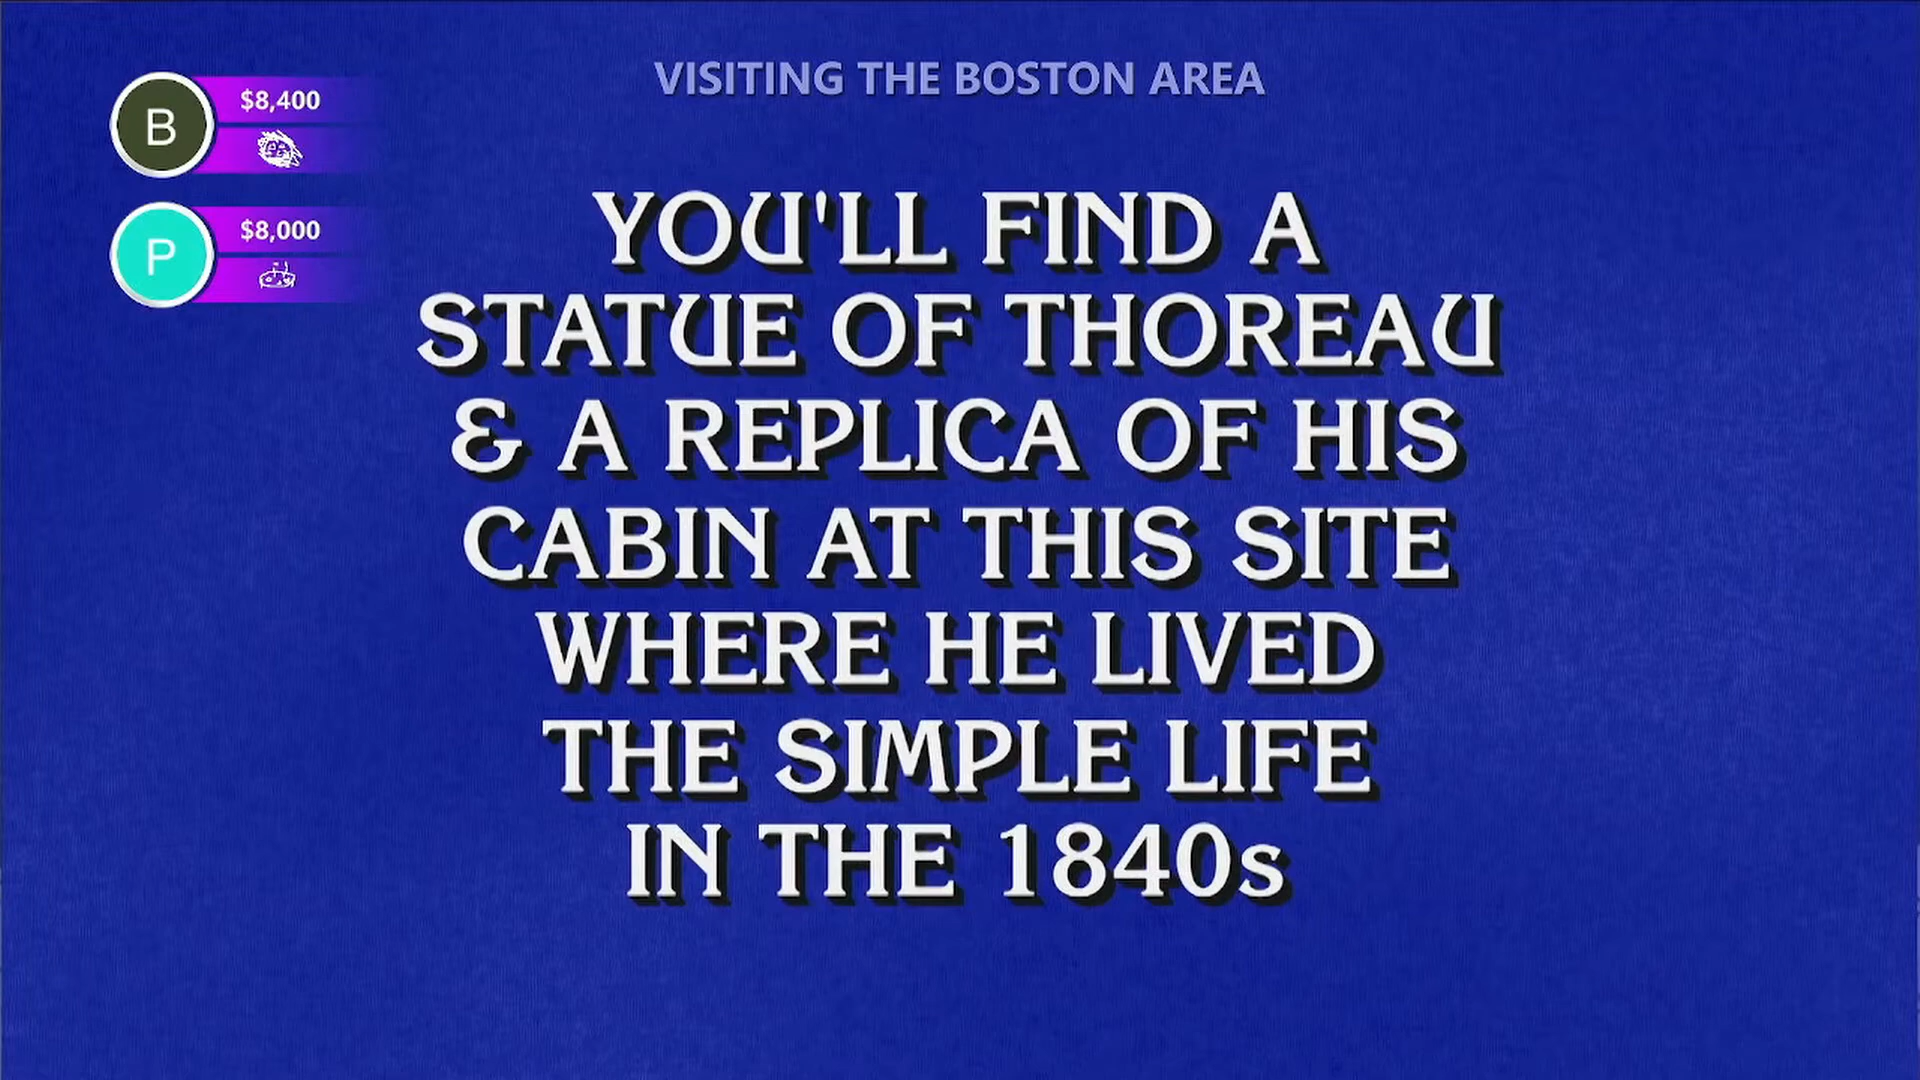 VISITING THE BOSTON AREA
B
$8,400
P
$8,000
YOU'LL FIND A
STATUE OF THOREAU
& A REPLICA OF HIS
CABIN AT THIS SITE
WHERE HE LIVED
THE SIMPLE LIFE
IN THE 1840s